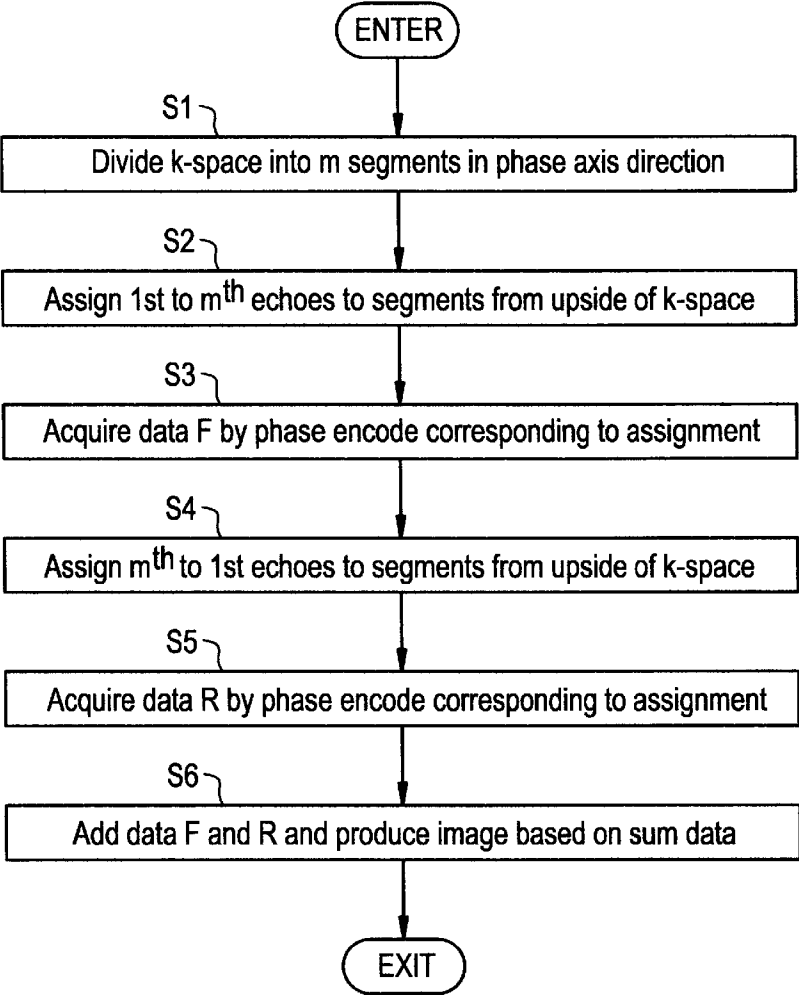 ENTER
S1
Divide k-space into m segments in phase axis direction
S2
Assign 1st to mth echoes to segments from upside of k-space
S3
Acquire data F by phase encode corresponding to assignment
S4
Assign mth to 1st echoes to segments from upside of k-space
S5
Acquire data R by phase encode corresponding to assignment
S6
Add data F and R and produce image based on sum data
EXIT